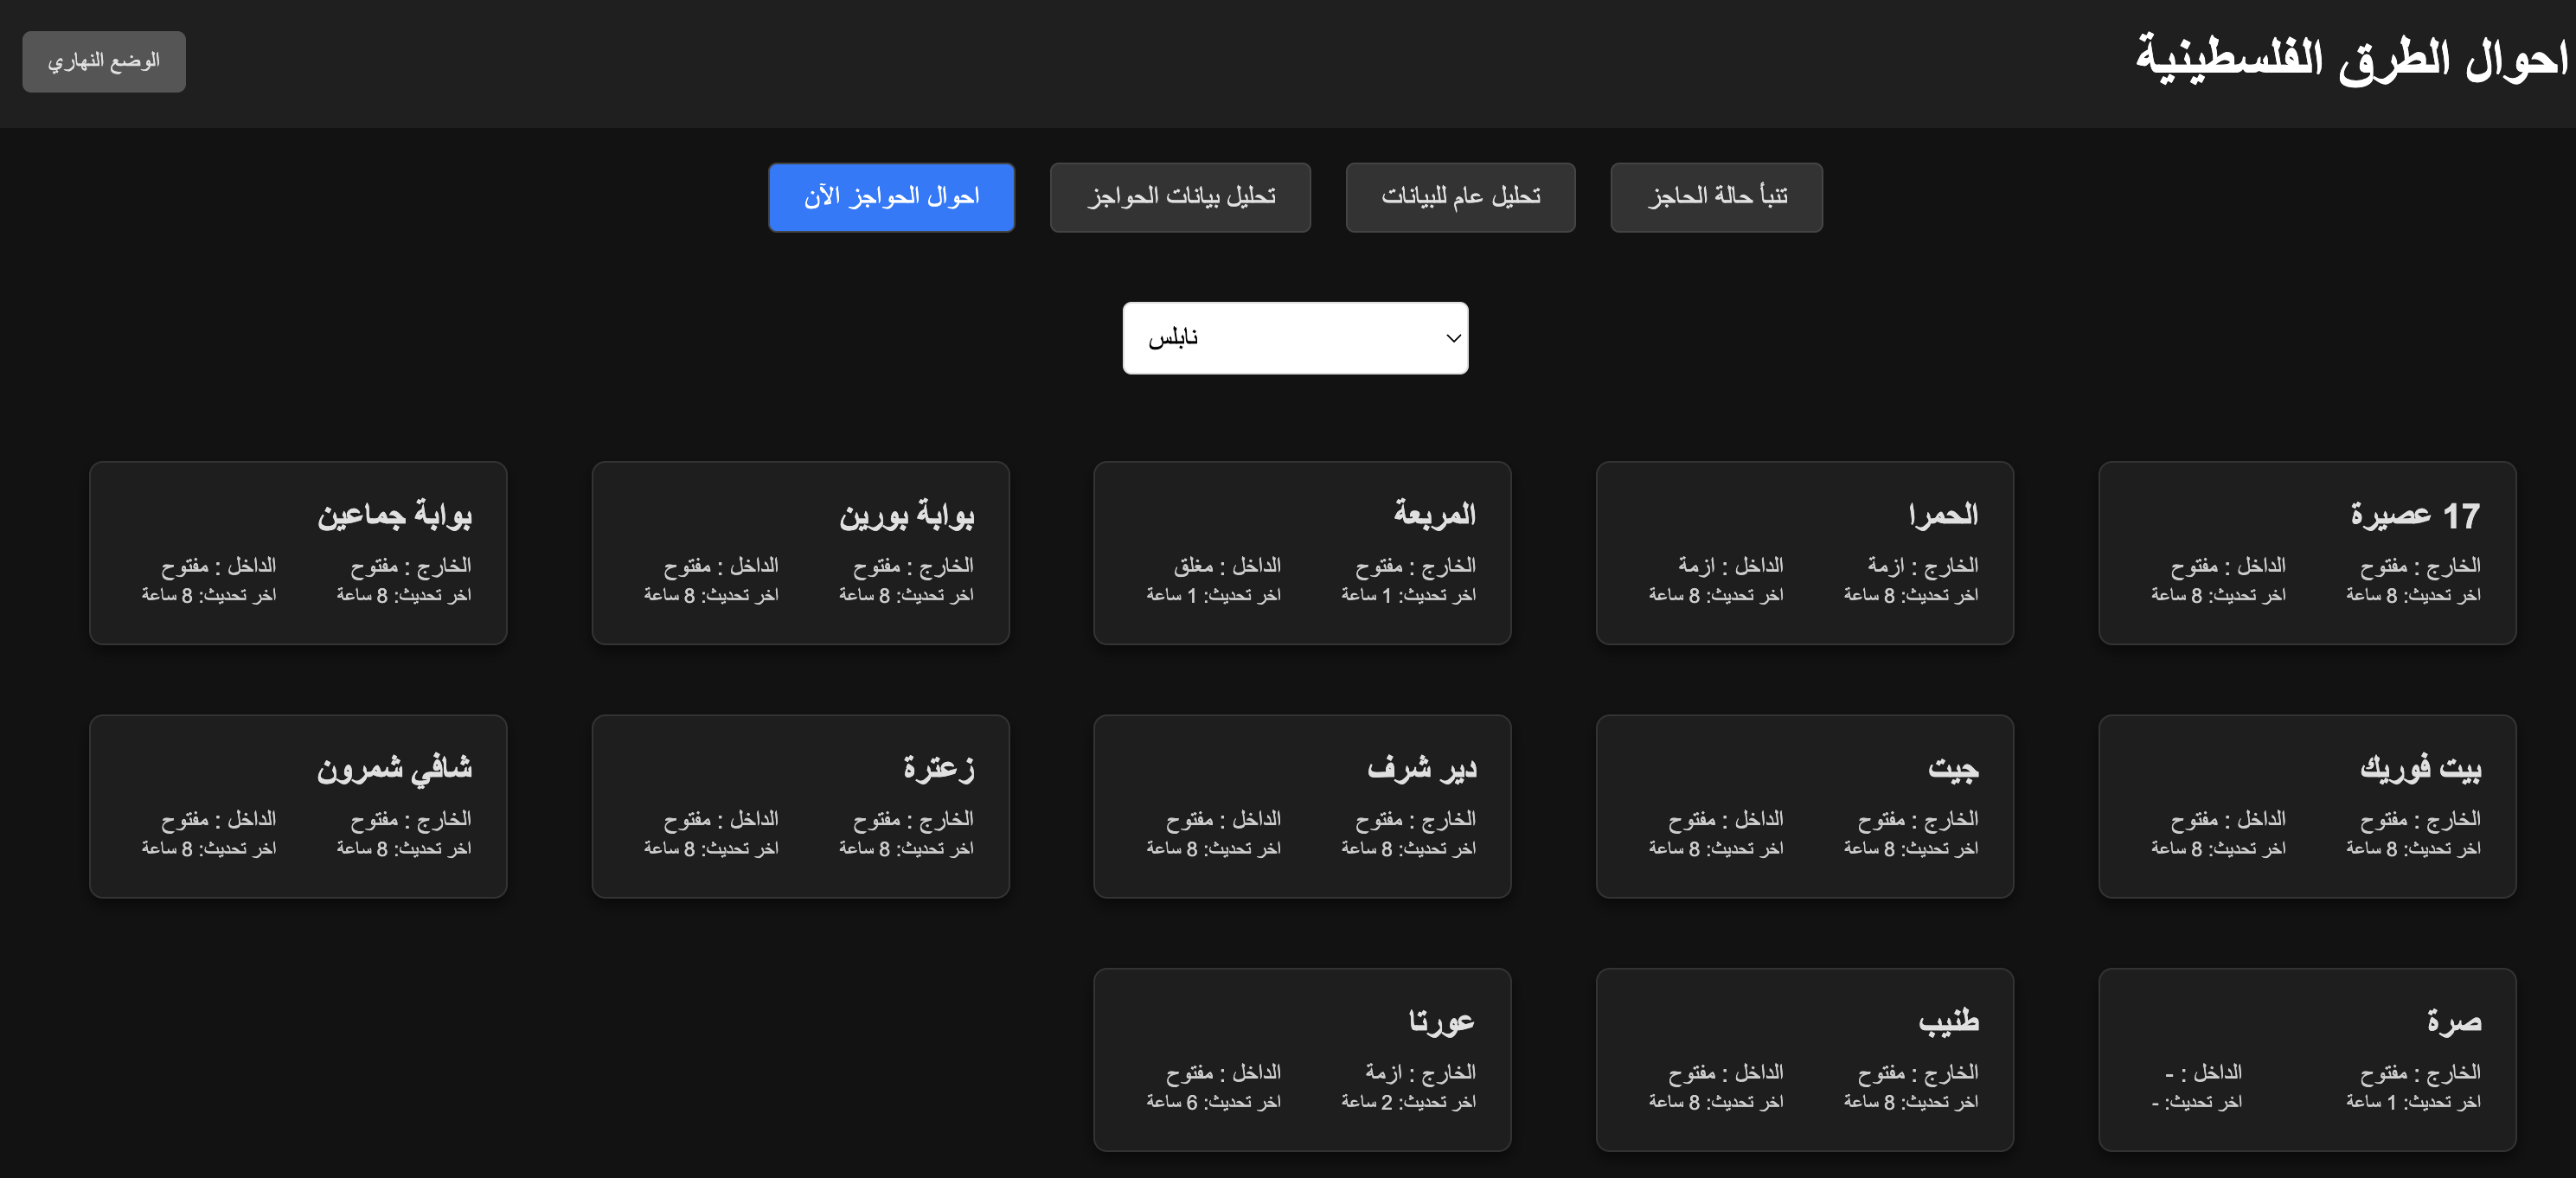 احوال الطرق الفلسطينية
الوضع النهاري
تنبأ حالة الحاجز
تحليل عام للبيانات
تحليل بيانات الحواجز
احوال الحواجز الآن
نابلس
17 عصيرة
الخارج : مفتوح
اخر تحديث: 8 ساعة
الداخل : مفتوح
اخر تحديث: 8 ساعة
الحمرا
الخارج : ازمة
اخر تحديث: 8 ساعة
الداخل : ازمة
اخر تحديث: 8 ساعة
المربعة
الخارج : مفتوح
اخر تحديث: 1 ساعة
الداخل : مغلق
اخر تحديث: 1 ساعة
بوابة بورين
الخارج : مفتوح
اخر تحديث: 8 ساعة
الداخل : مفتوح
اخر تحديث: 8 ساعة
بوابة جماعين
الخارج : مفتوح
اخر تحديث: 8 ساعة
الداخل : مفتوح
اخر تحديث: 8 ساعة
بيت فوريك
الخارج : مفتوح
اخر تحديث: 8 ساعة
الداخل : مفتوح
اخر تحديث: 8 ساعة
جيت
الخارج : مفتوح
اخر تحديث: 8 ساعة
الداخل : مفتوح
اخر تحديث: 8 ساعة
دير شرف
الخارج : مفتوح
اخر تحديث: 8 ساعة
الداخل : مفتوح
اخر تحديث: 8 ساعة
زعترة
الخارج : مفتوح
اخر تحديث: 8 ساعة
الداخل : مفتوح
اخر تحديث: 8 ساعة
شافي شمرون
الخارج : مفتوح
اخر تحديث: 8 ساعة
الداخل : مفتوح
اخر تحديث: 8 ساعة
صرة
الخارج : مفتوح
اخر تحديث: 1 ساعة
الداخل : -
اخر تحديث: -
طنيب
الخارج : مفتوح
اخر تحديث: 8 ساعة
الداخل : مفتوح
اخر تحديث: 8 ساعة
عورتا
الخارج : ازمة
اخر تحديث: 2 ساعة
الداخل : مفتوح
اخر تحديث: 6 ساعة